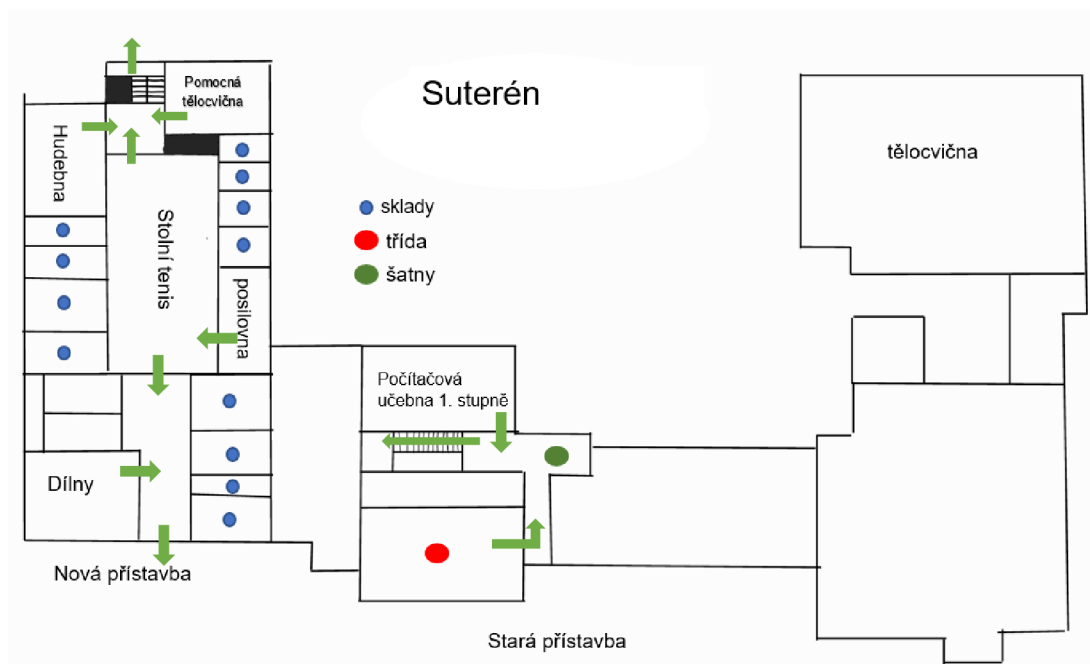 Suterén
Pomocná
tělocvična
Hudebna
tělocvična
sklady
třída
šatny
Stolní tenis
posilovna
Počítačová
učebna 1. stupně
Dílny
Nová přístavba
Stará přístavba